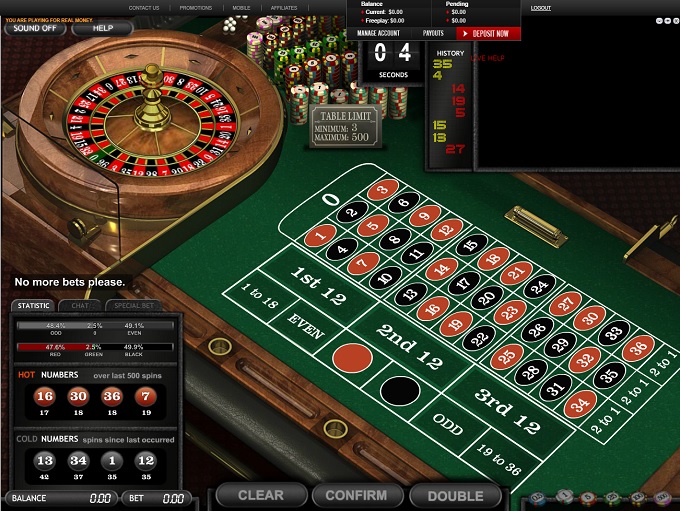 CONTACT US | PROMOTIONS | MOBILE | AFFILIATES
Balance
Current: $0.00
Freeplay: $0.00
Pending
$0.00
$0.00
LOGOUT
YOU ARE PLAYING FOR REAL MONEY.
SOUND OFF
HELP
MANAGE ACCOUNT
PAYOUTS
DEPOSIT NOW
04
SECONDS
HISTORY
35
4
14
19
5
15
13
27
LIVE HELP
TABLE LIMIT
MINIMUM: 3
MAXIMUM: 500
0
3 6 9 12 15 18 21 24 27 30 33 36
2 5 8 11 14 17 20 23 26 29 32 35
1 4 7 10 13 16 19 22 25 28 31 34
2 to 1
2 to 1
2 to 1
1st 12
2nd 12
3rd 12
1 to 18
EVEN
ODD
19 to 36
No more bets please.
STATISTIC
CHAT
SPECIAL BET
48.4% 2.5% 49.1%
ODD 0 EVEN
47.6% 2.5% 49.9%
RED GREEN BLACK
HOT NUMBERS over last 500 spins
16 30 36 7
17 18 18 19
COLD NUMBERS spins since last occurred
13 34 1 12
42 37 35 35
BALANCE 0.00
BET 0.00
CLEAR
CONFIRM
DOUBLE